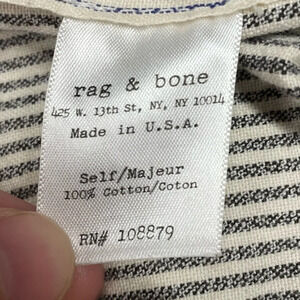 rag & bone
425 W. 13th St, NY, NY 10014
Made in U.S.A.
Self/Majeur
100% Cotton/Coton
RN# 108879